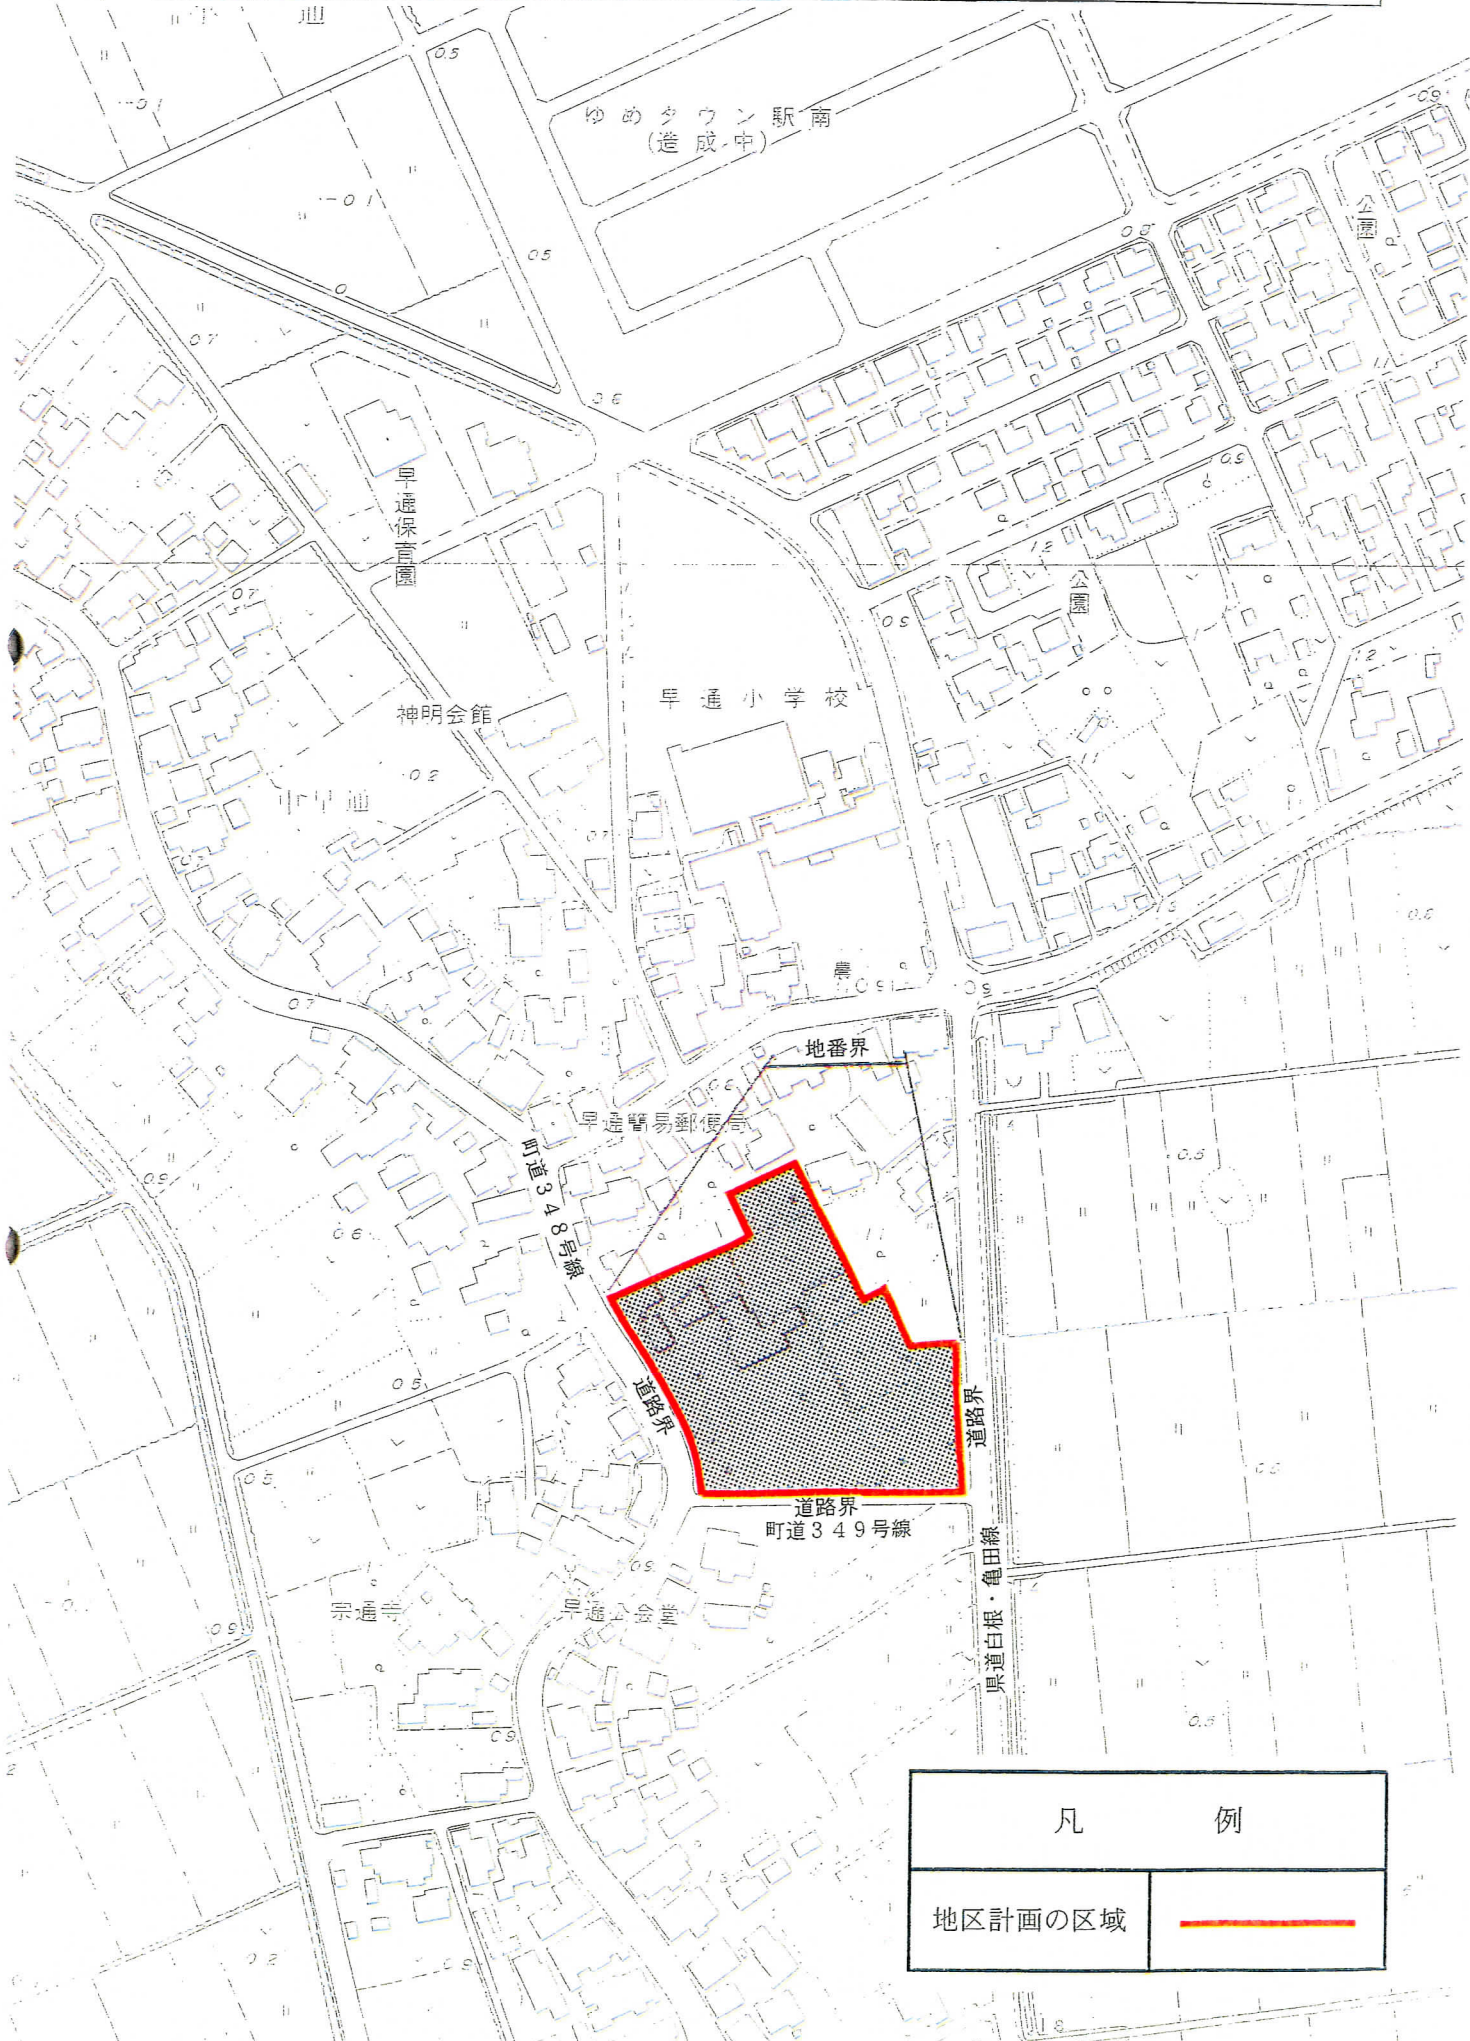 ゆめタウン駅南
(造成中)
公園
早通保育園
公園
早通小学校
神明会館
中早通
地番界
早通簡易郵便局
町道348号線
道路界
道路界
道路界
町道349号線
県道白根・亀田線
宗通寺
早通公会堂
凡例
地区計画の区域